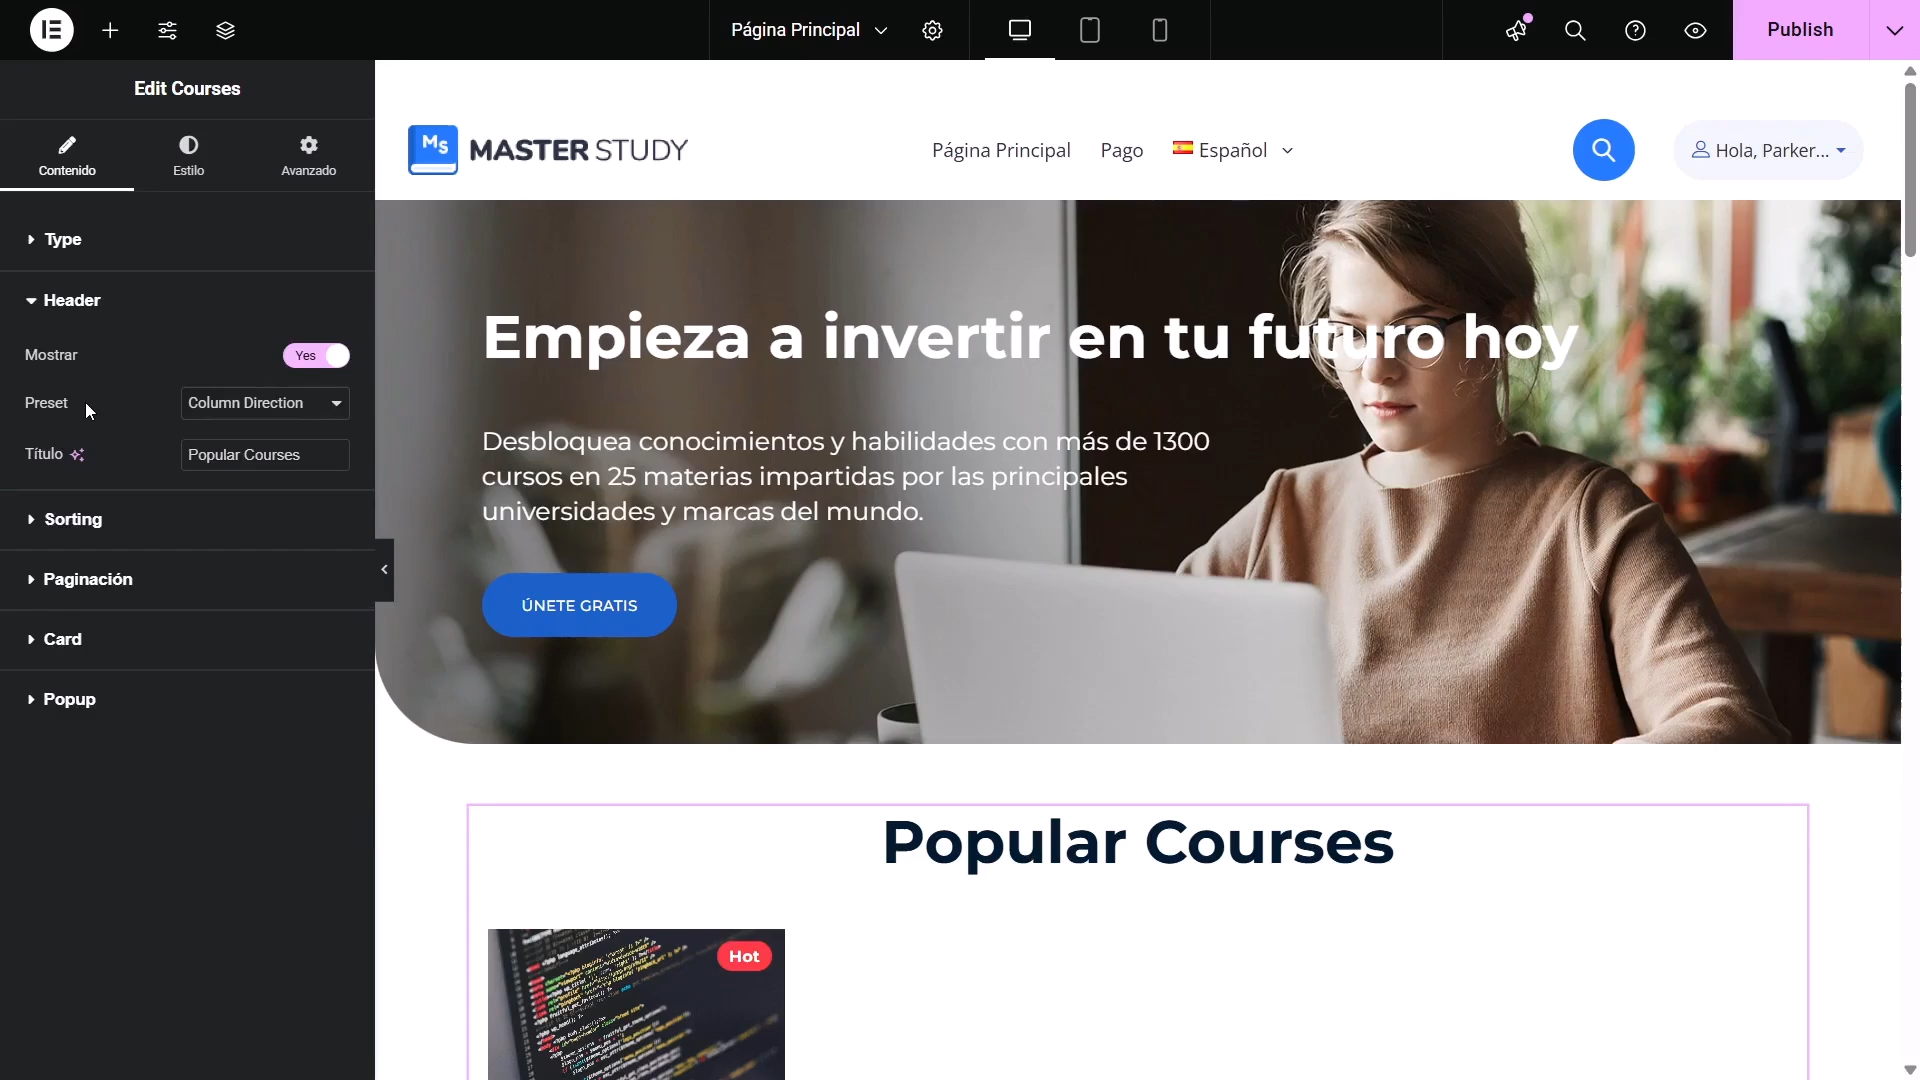 Página Principal
Publish
Edit Courses
Contenido
Estilo
Avanzado
Type
Header
Mostrar
Yes
Preset
Column Direction
Título
Popular Courses
Sorting
Paginación
Card
Popup
Ms
MASTER STUDY
Página Principal
Pago
Español
Hola, Parker...
Empieza a invertir en tu futuro hoy
Desbloquea conocimientos y habilidades con más de 1300
cursos en 25 materias impartidas por las principales
universidades y marcas del mundo.
ÚNETE GRATIS
Popular Courses
Hot